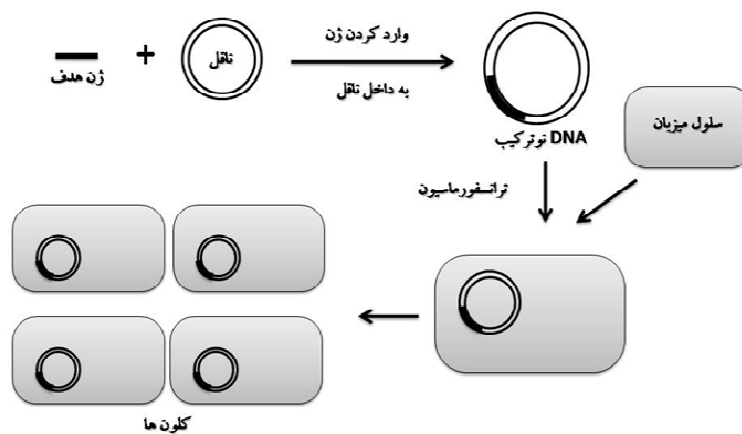 ژن هدف
+
ناقل
وارد کردن ژن
به داخل ناقل
DNA نوترکیب
سلول میزبان
ترانسفورماسیون
کلون ها